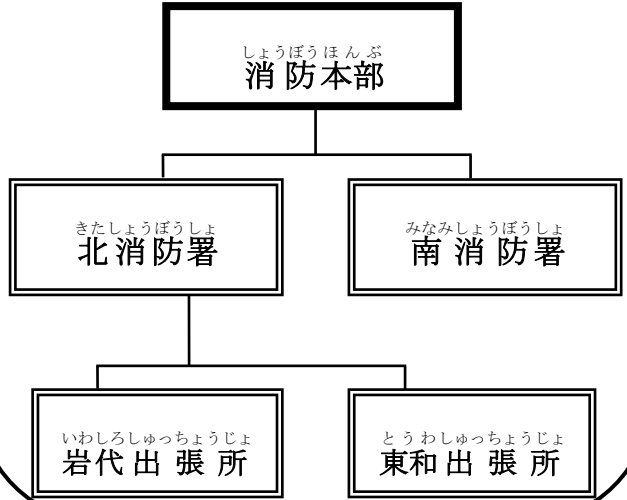 しょうぼうほんぶ
消防本部
きたしょうぼうしょ
北消防署
みなみしょうぼうしょ
南消防署
いわしろしゅっちょうじょ
岩代出張所
とうわしゅっちょうじょ
東和出張所